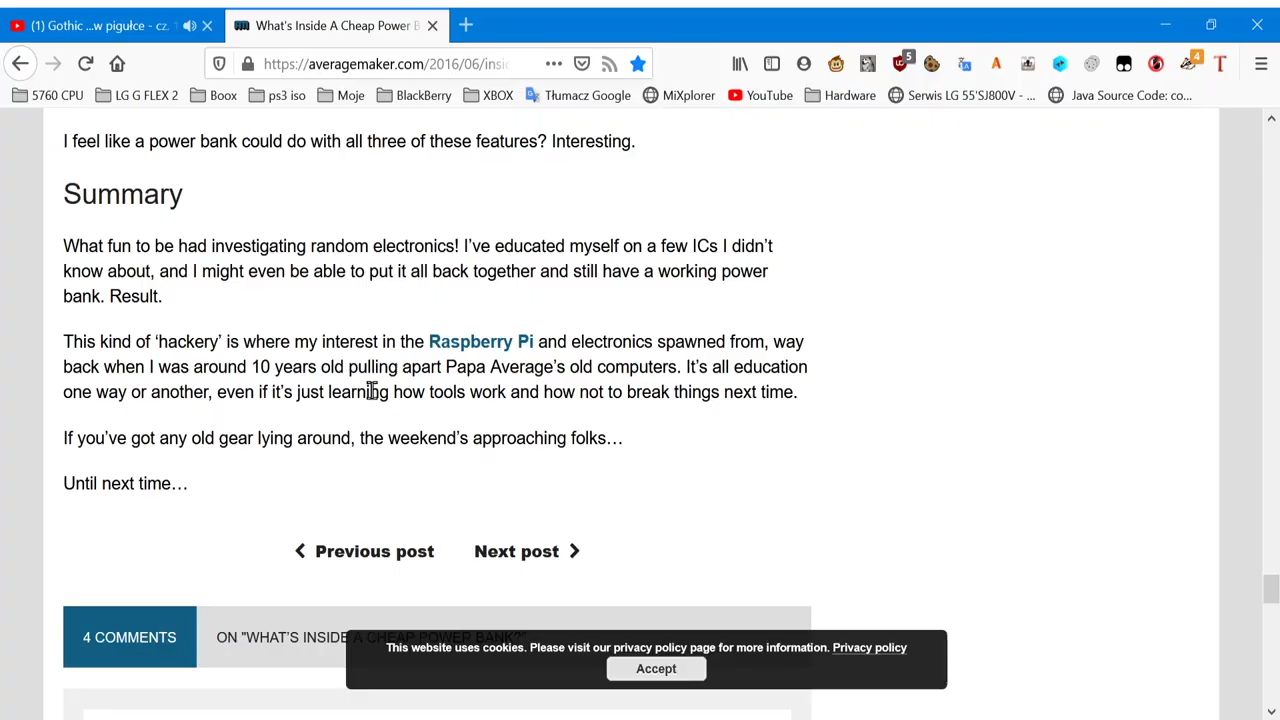 (1) Gothic ...w pigułce - cz.
What's Inside A Cheap Power B
https://averagemaker.com/2016/06/insi
5
4
5760 CPU
LG G FLEX 2
Boox
ps3 iso
Moje
BlackBerry
XBOX
Tłumacz Google
MiXplorer
YouTube
Hardware
Serwis LG 55'SJ800V - ...
Java Source Code: co...
I feel like a power bank could do with all three of these features? Interesting.
Summary
What fun to be had investigating random electronics! I've educated myself on a few ICs I didn't
know about, and I might even be able to put it all back together and still have a working power
bank. Result.
This kind of 'hackery' is where my interest in the Raspberry Pi and electronics spawned from, way
back when I was around 10 years old pulling apart Papa Average's old computers. It's all education
one way or another, even if it's just learning how tools work and how not to break things next time.
If you've got any old gear lying around, the weekend's approaching folks…
Until next time…
Previous post
Next post
4 COMMENTS
ON "WHAT'S INSIDE A CHEAP POWER BANK?"
This website uses cookies. Please visit our privacy policy page for more information. Privacy policy
Accept